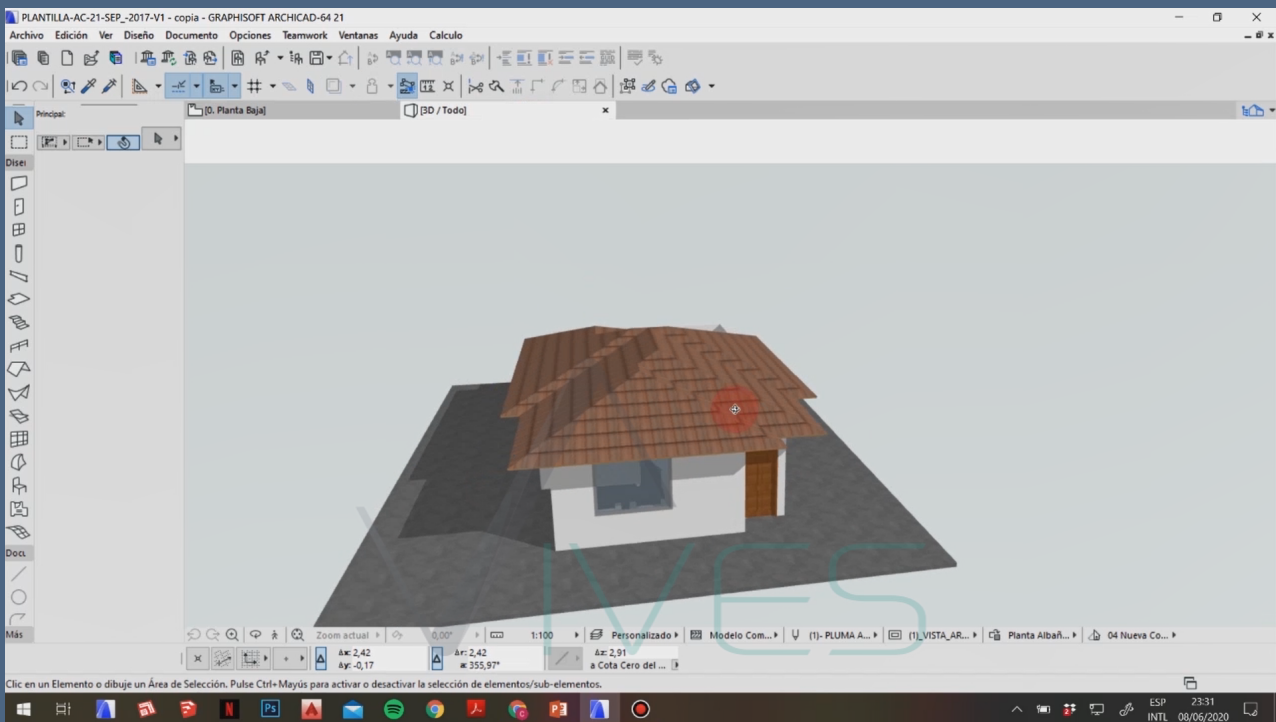 PLANTILLA-AC-21-SEP_-2017-V1 - copia - GRAPHISOFT ARCHICAD-64 21
Archivo Edición Ver Diseño Documento Opciones Teamwork Ventanas Ayuda Calculo
Principal:
[0. Planta Baja]
[3D / Todo]
Diseí
VIVES
Docu
Más
Zoom actual
0,00°
1:100
Personalizado
Modelo Com...
(1)- PLUMA A...
(1)_VISTA_AR...
Planta Albañ...
04 Nueva Co...
Δx: 2,42
Δy: -0,17
Δr: 2,42
a: 355,97°
Δz: 2,91
a Cota Cero del ...
Clic en un Elemento o dibuje un Área de Selección. Pulse Ctrl+Mayús para activar o desactivar la selección de elementos/sub-elementos.
Ps
ESP
INTL
23:31
08/06/2020